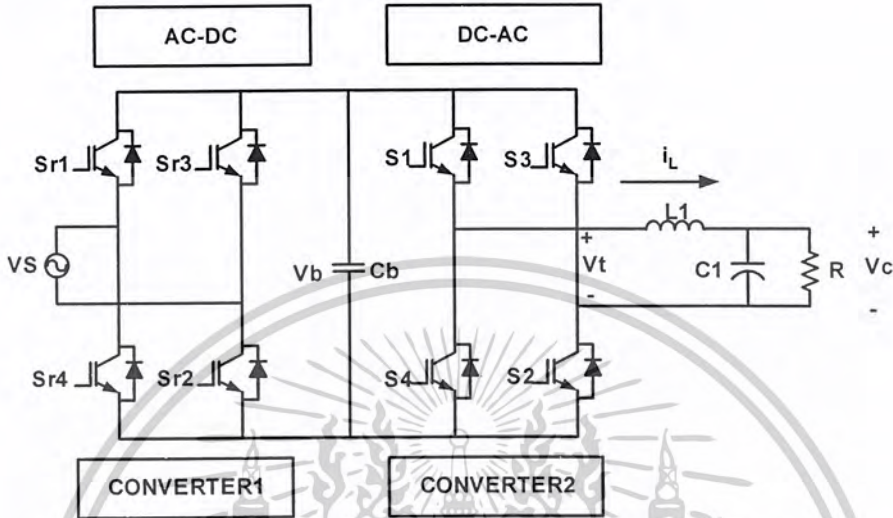 AC-DC
DC-AC
Sr1
Sr3
S1
S3
iL
L1
VS
Vb
Cb
+
Vt
-
C1
R
+
Vc
-
Sr4
Sr2
S4
S2
CONVERTER1
CONVERTER2